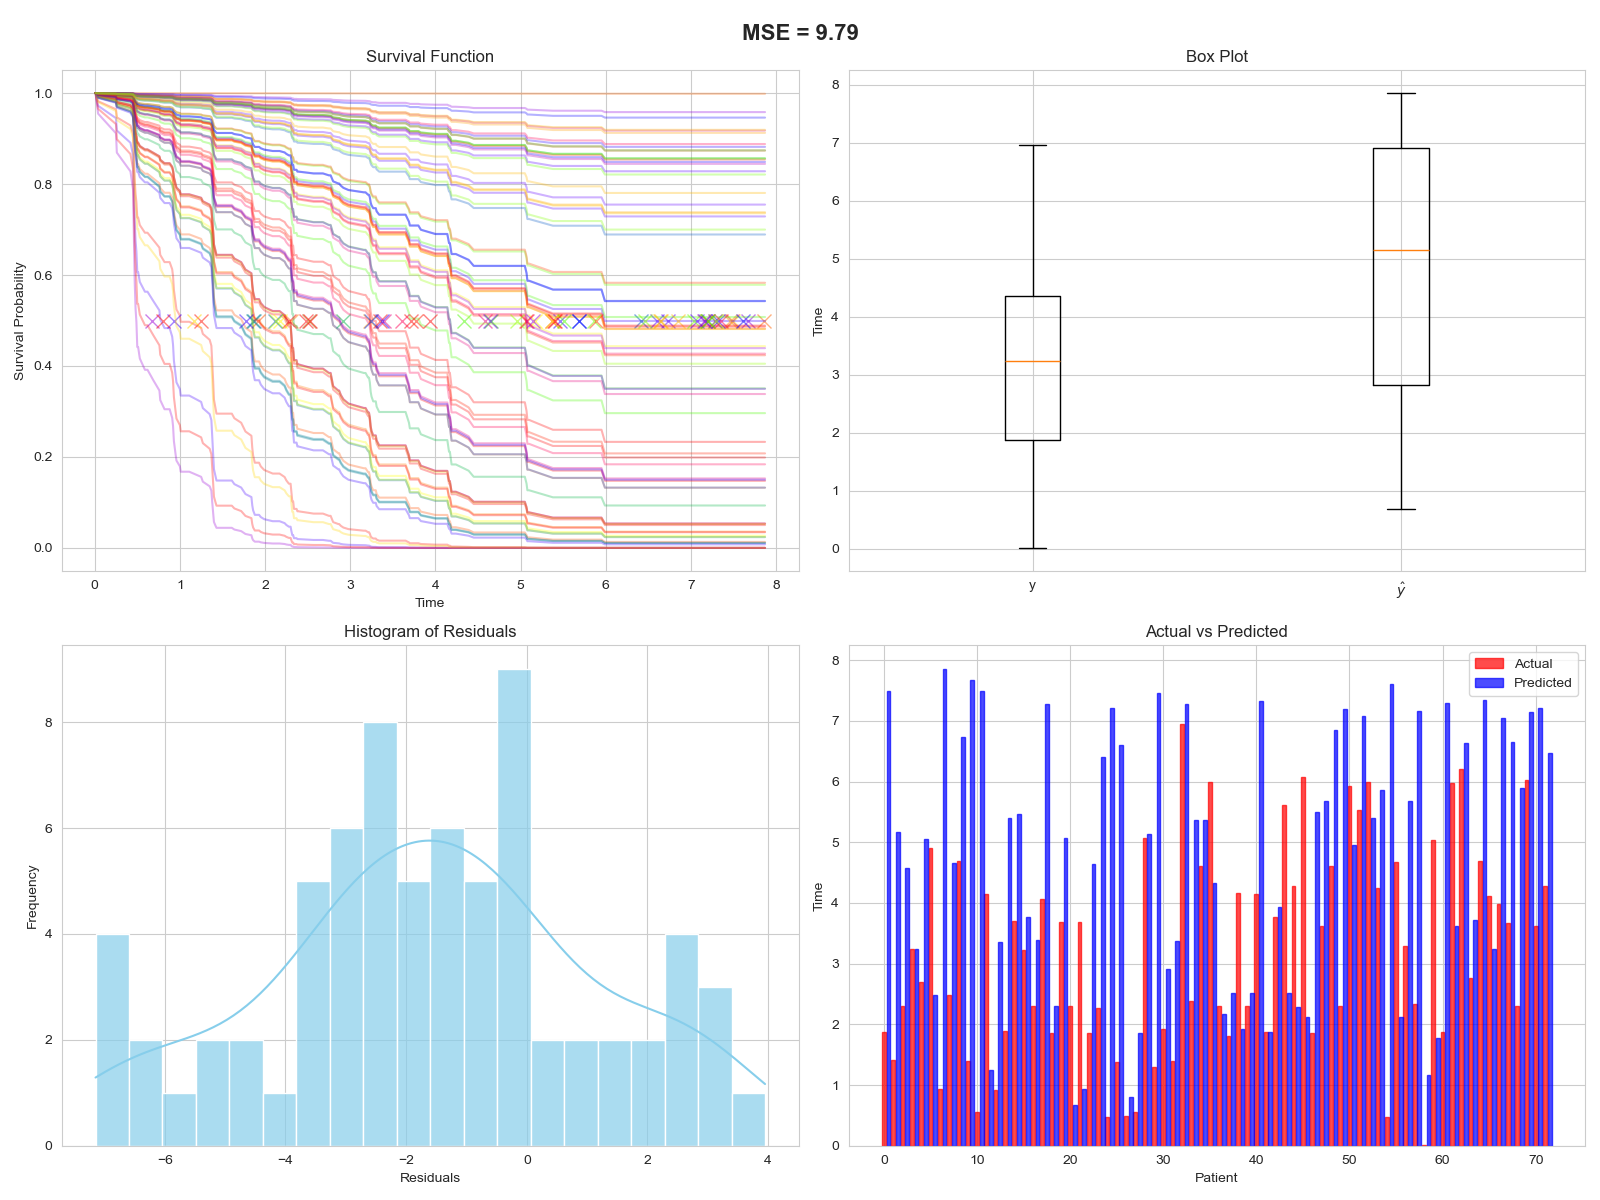 MSE = 9.79
Survival Function
1.0
0.8
0.6
0.4
0.2
0.0
Survival Probability
0 1 2 3 4 5 6 7 8
Time
Box Plot
8
7
6
5
4
3
2
1
0
Time
y ŷ
Histogram of Residuals
8
6
4
2
0
Frequency
−6 −4 −2 0 2 4
Residuals
Actual vs Predicted
8
7
6
5
4
3
2
1
0
Time
Actual
Predicted
0 10 20 30 40 50 60 70
Patient